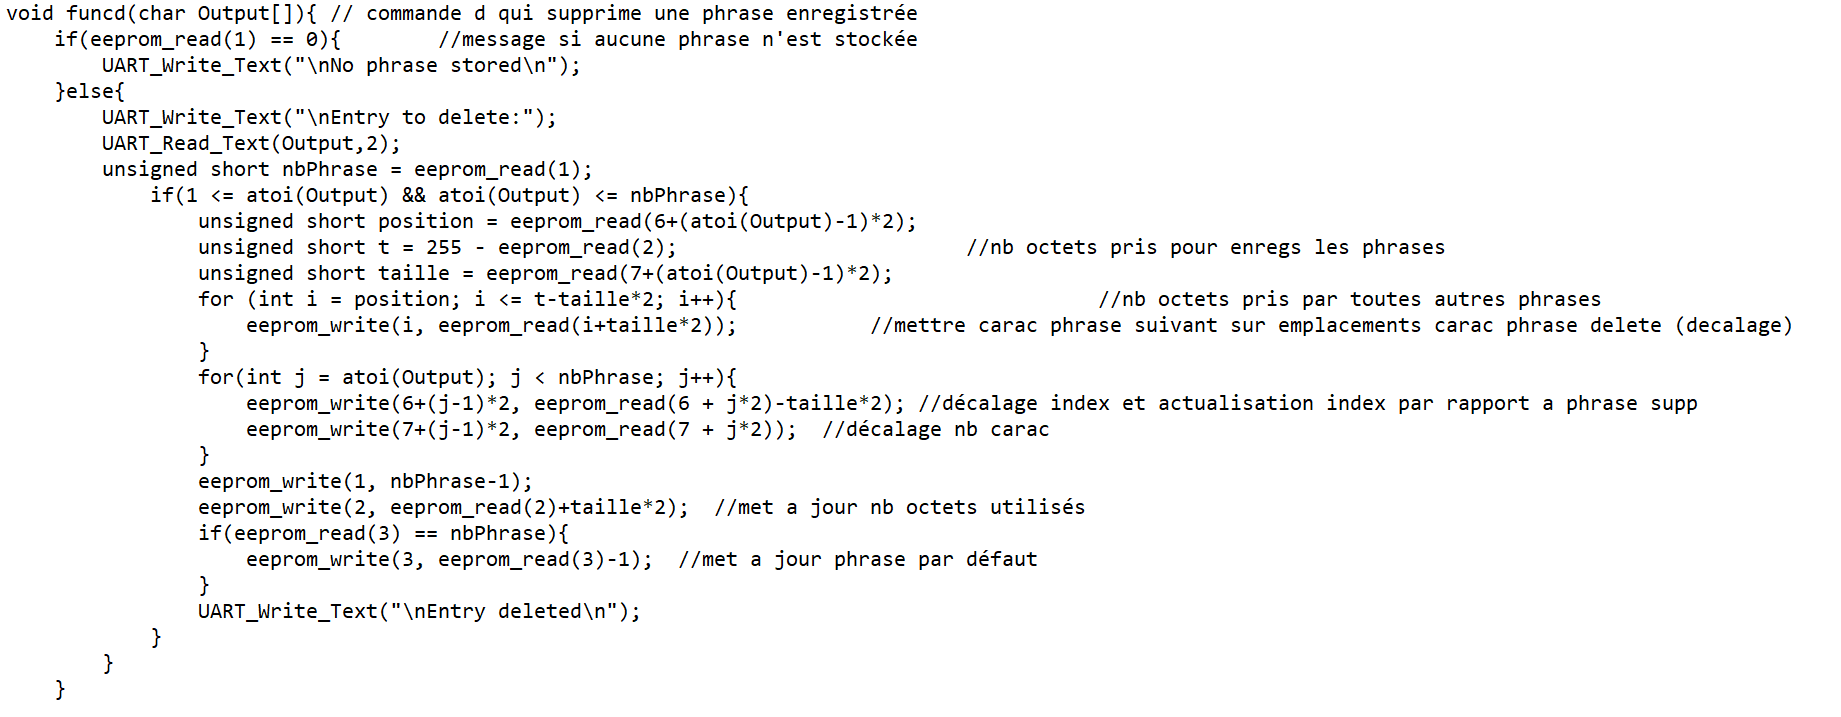 void funcd(char Output[]){ // commande d qui supprime une phrase enregistrée
    if(eeprom_read(1) == 0){        //message si aucune phrase n'est stockée
        UART_Write_Text("\nNo phrase stored\n");
    }else{
        UART_Write_Text("\nEntry to delete:");
        UART_Read_Text(Output,2);
        unsigned short nbPhrase = eeprom_read(1);
            if(1 <= atoi(Output) && atoi(Output) <= nbPhrase){
                unsigned short position = eeprom_read(6+(atoi(Output)-1)*2);
                unsigned short t = 255 - eeprom_read(2);                        //nb octets pris pour enregs les phrases
                unsigned short taille = eeprom_read(7+(atoi(Output)-1)*2);
                for (int i = position; i <= t-taille*2; i++){                              //nb octets pris par toutes autres phrases
                    eeprom_write(i, eeprom_read(i+taille*2));           //mettre carac phrase suivant sur emplacements carac phrase delete (decalage)
                }
                for(int j = atoi(Output); j < nbPhrase; j++){
                    eeprom_write(6+(j-1)*2, eeprom_read(6 + j*2)-taille*2); //décalage index et actualisation index par rapport a phrase supp
                    eeprom_write(7+(j-1)*2, eeprom_read(7 + j*2));  //décalage nb carac
                }
                eeprom_write(1, nbPhrase-1);
                eeprom_write(2, eeprom_read(2)+taille*2);  //met a jour nb octets utilisés
                if(eeprom_read(3) == nbPhrase){
                    eeprom_write(3, eeprom_read(3)-1);  //met a jour phrase par défaut
                }
                UART_Write_Text("\nEntry deleted\n");
            }
        }
    }